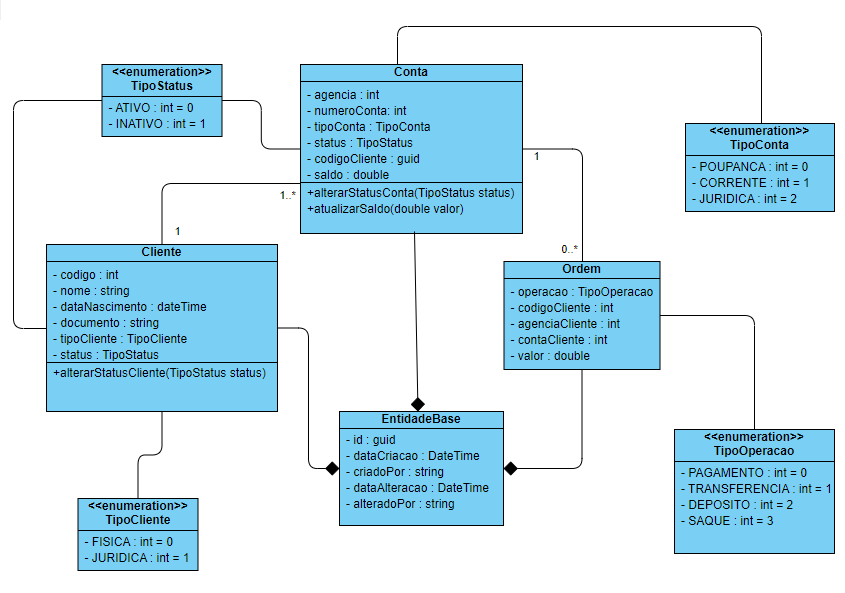 <<enumeration>>
TipoStatus
- ATIVO : int = 0
- INATIVO : int = 1
Conta
- agencia : int
- numeroConta: int
- tipoConta : TipoConta
- status : TipoStatus
- codigoCliente : guid
- saldo : double
+alterarStatusConta(TipoStatus status)
+atualizarSaldo(double valor)
<<enumeration>>
TipoConta
- POUPANCA : int = 0
- CORRENTE : int = 1
- JURIDICA : int = 2
1
1..*
1
0..*
Cliente
- codigo : int
- nome : string
- dataNascimento : dateTime
- documento : string
- tipoCliente : TipoCliente
- status : TipoStatus
+alterarStatusCliente(TipoStatus status)
Ordem
- operacao : TipoOperacao
- codigoCliente : int
- agenciaCliente : int
- contaCliente : int
- valor : double
EntidadeBase
- id : guid
- dataCriacao : DateTime
- criadoPor : string
- dataAlteracao : DateTime
- alteradoPor : string
<<enumeration>>
TipoOperacao
- PAGAMENTO : int = 0
- TRANSFERENCIA : int = 1
- DEPOSITO : int = 2
- SAQUE : int = 3
<<enumeration>>
TipoCliente
- FISICA : int = 0
- JURIDICA : int = 1